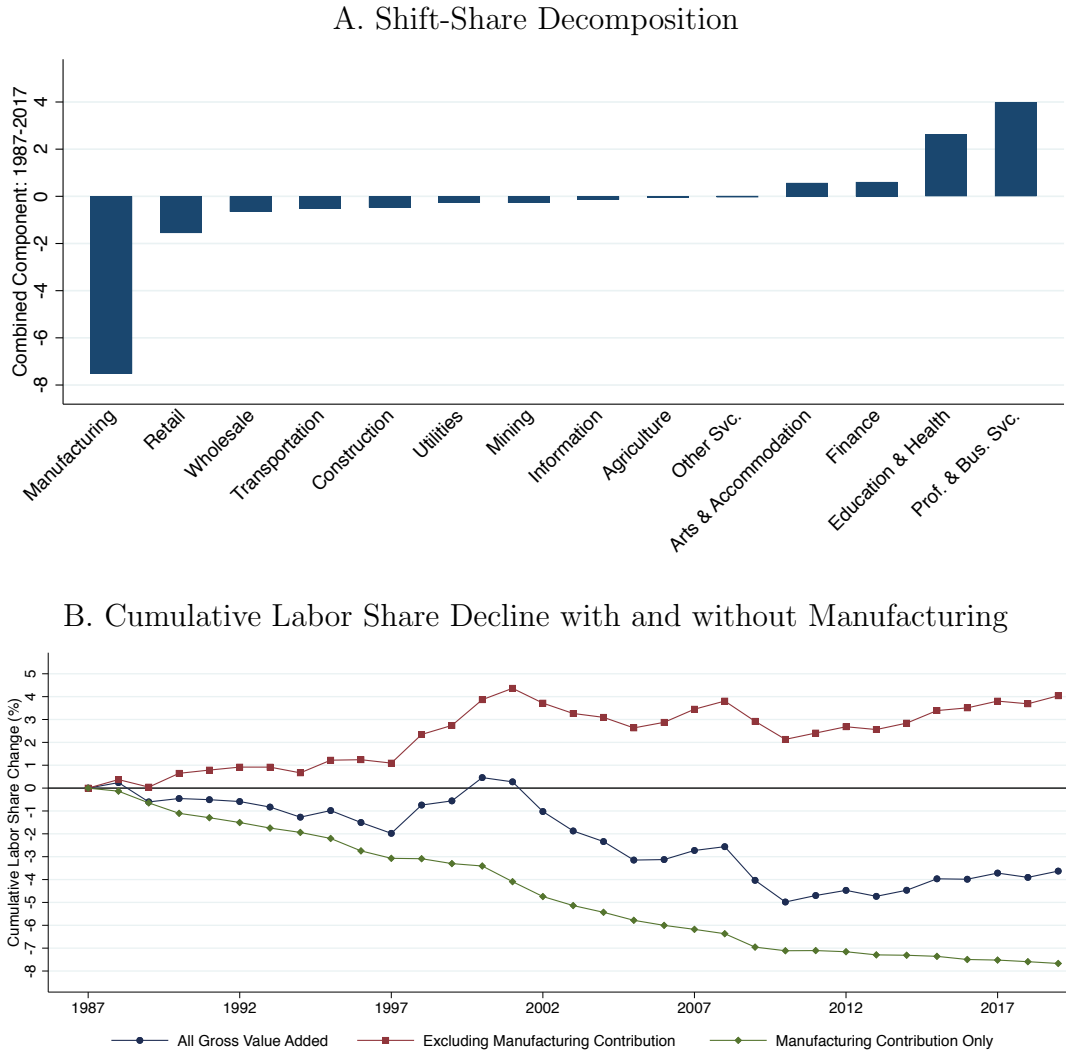 A. Shift-Share Decomposition
Combined Component: 1987-2017
4
2
0
-2
-4
-6
-8
Manufacturing
Retail
Wholesale
Transportation
Construction
Utilities
Mining
Information
Agriculture
Other Svc.
Arts & Accommodation
Finance
Education & Health
Prof. & Bus. Svc.
B. Cumulative Labor Share Decline with and without Manufacturing
Cumulative Labor Share Change (%)
5
4
3
2
1
0
-1
-2
-3
-4
-5
-6
-7
-8
1987 1992 1997 2002 2007 2012 2017
All Gross Value Added Excluding Manufacturing Contribution Manufacturing Contribution Only